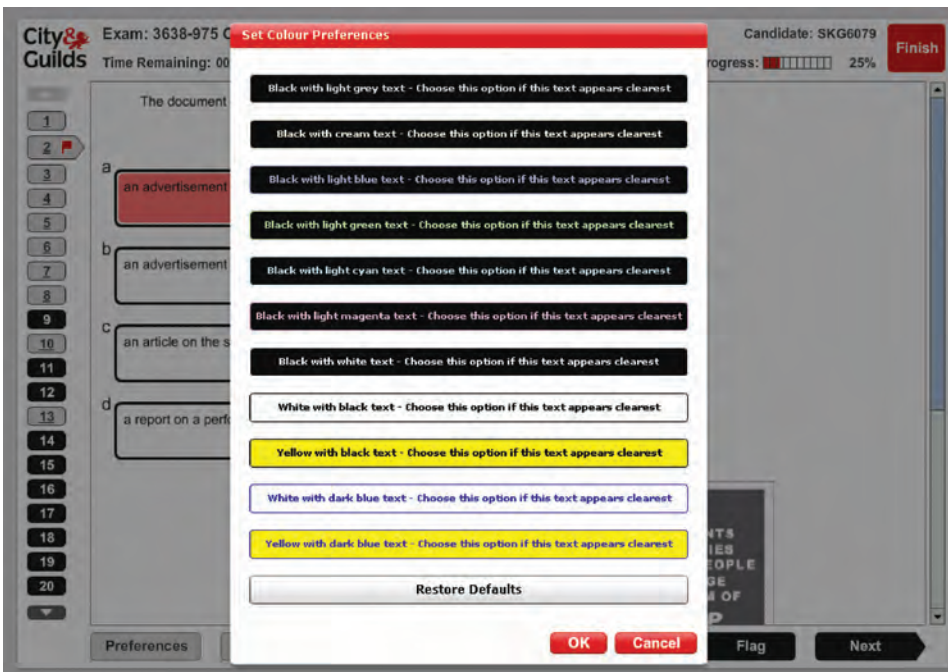 City&
Guilds
Exam: 3638-975 C
Time Remaining: 00
Set Colour Preferences
Candidate: SKG6079
rogress:
25%
Finish
The document
1
2
3
4
5
6
7
8
9
10
11
12
13
14
15
16
17
18
19
20
a
an advertisement
b
an advertisement
c
an article on the s
d
a report on a perfo
Black with light grey text - Choose this option if this text appears clearest
Black with cream text - Choose this option if this text appears clearest
Black with light blue text - Choose this option if this text appears clearest
Black with light green text - Choose this option if this text appears clearest
Black with light cyan text - Choose this option if this text appears clearest
Black with light magenta text - Choose this option if this text appears clearest
Black with white text - Choose this option if this text appears clearest
White with black text - Choose this option if this text appears clearest
Yellow with black text - Choose this option if this text appears clearest
White with dark blue text - Choose this option if this text appears clearest
Yellow with dark blue text - Choose this option if this text appears clearest
Restore Defaults
OK
Cancel
NTS
IES
EOPLE
GE
M OF
P
Preferences
Flag
Next